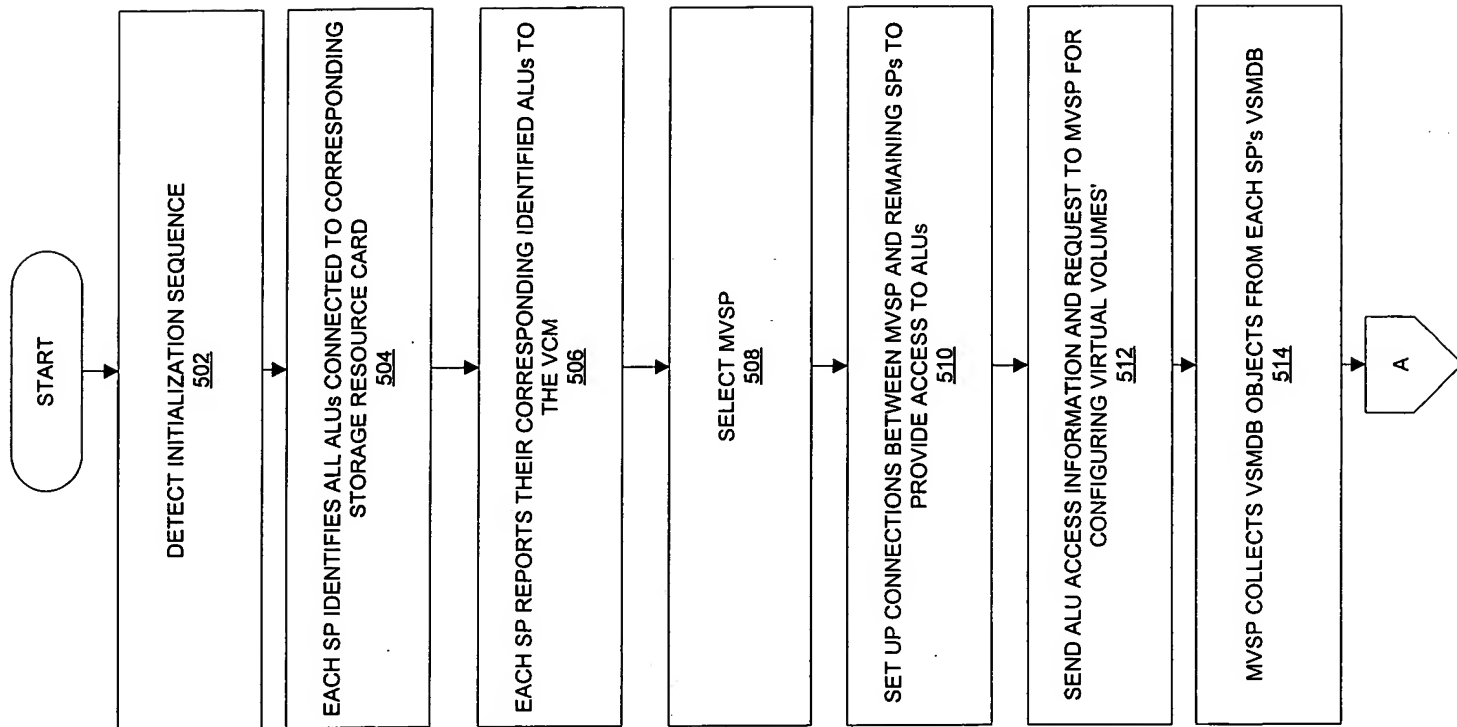 START
DETECT INITIALIZATION SEQUENCE
502
EACH SP IDENTIFIES ALL ALUs CONNECTED TO CORRESPONDING
STORAGE RESOURCE CARD
504
EACH SP REPORTS THEIR CORRESPONDING IDENTIFIED ALUs TO
THE VCM
506
SELECT MVSP
508
SET UP CONNECTIONS BETWEEN MVSP AND REMAINING SPs TO
PROVIDE ACCESS TO ALUs
510
SEND ALU ACCESS INFORMATION AND REQUEST TO MVSP FOR
CONFIGURING VIRTUAL VOLUMES'
512
MVSP COLLECTS VSMDB OBJECTS FROM EACH SP's VSMDB
514
A